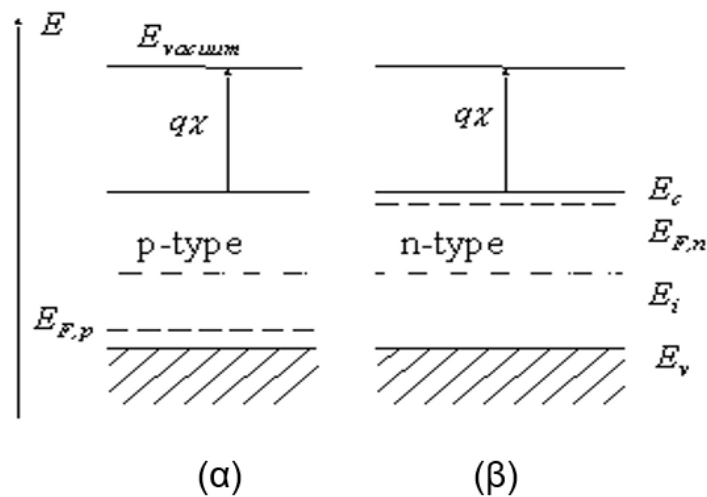 E
E_vacuum
qχ qχ
E_c
p-type n-type E_F,n
E_i
E_F,p
E_v
(α) (β)